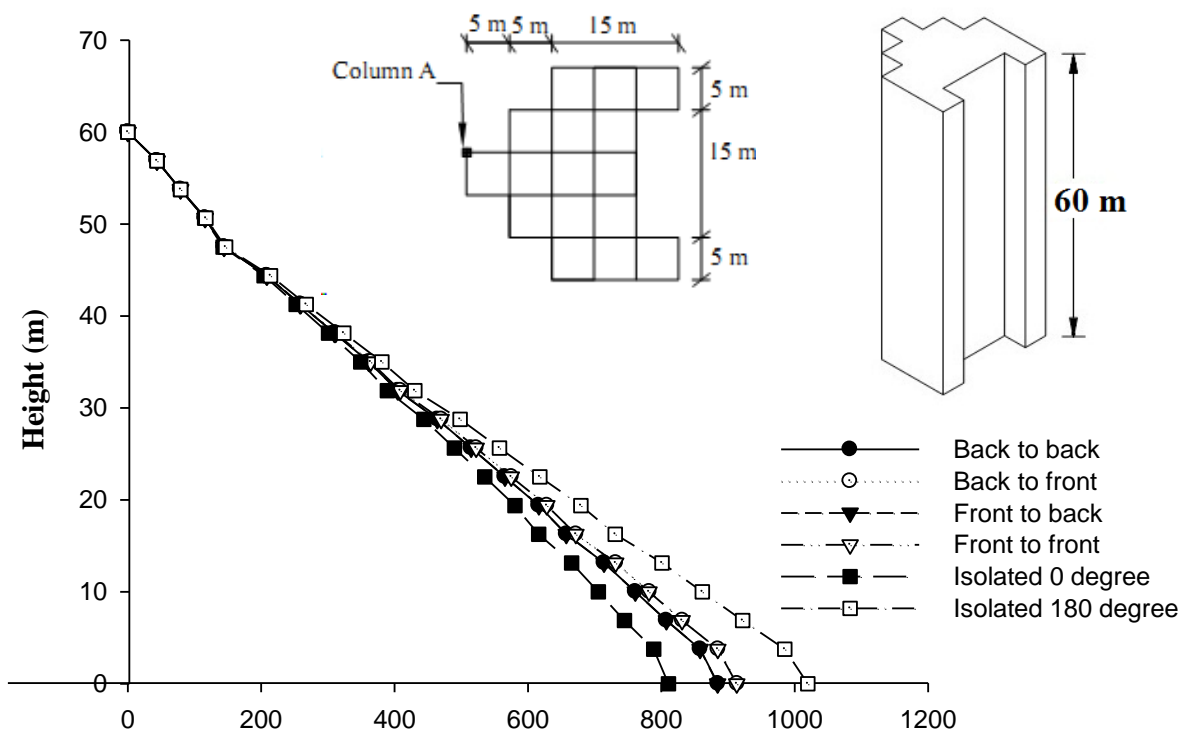 5 m 5 m 15 m
Column A
5 m
15 m
5 m
60 m
Height (m)
70
60
50
40
30
20
10
0
0 200 400 600 800 1000 1200
Back to back
Back to front
Front to back
Front to front
Isolated 0 degree
Isolated 180 degree